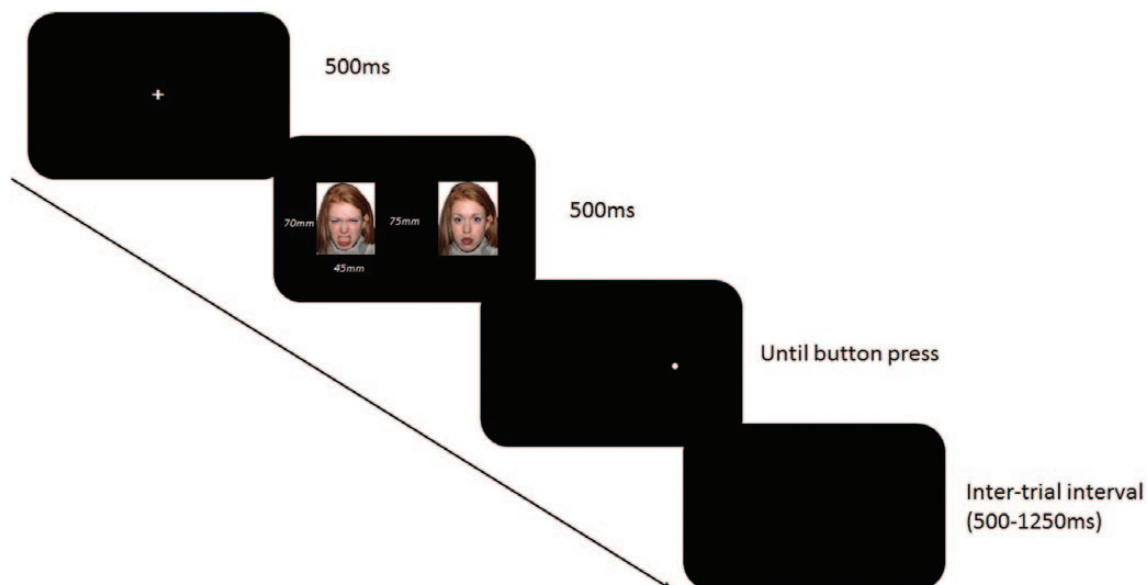 500ms
70mm
75mm
45mm
500ms
Until button press
Inter-trial interval
(500-1250ms)